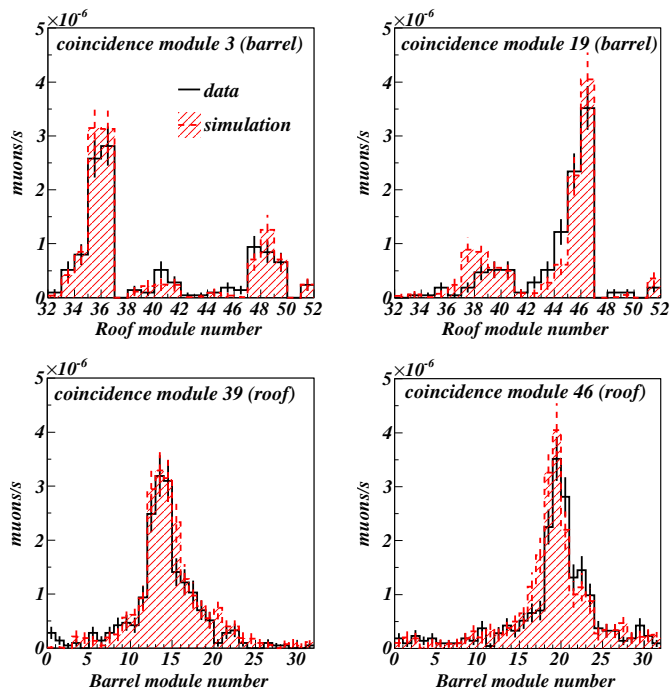 ×10⁻⁶ ×10⁻⁶
coincidence module 3 (barrel) coincidence module 19 (barrel)
data
simulation
muons/s muons/s
5 4 3 2 1 0 5 4 3 2 1 0
32 34 36 38 40 42 44 46 48 50 52 32 34 36 38 40 42 44 46 48 50 52
Roof module number Roof module number
×10⁻⁶ ×10⁻⁶
coincidence module 39 (roof) coincidence module 46 (roof)
muons/s muons/s
5 4 3 2 1 0 5 4 3 2 1 0
0 5 10 15 20 25 30 0 5 10 15 20 25 30
Barrel module number Barrel module number